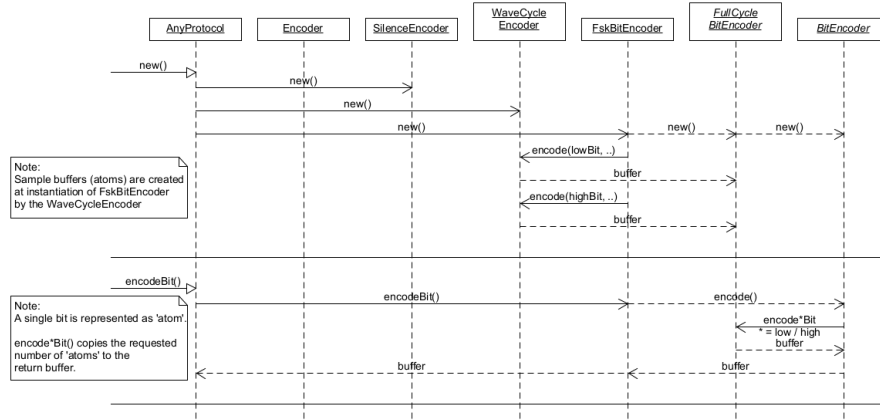 AnyProtocol
Encoder
SilenceEncoder
WaveCycle
Encoder
FskBitEncoder
FullCycle
BitEncoder
BitEncoder
new()
new()
new()
new()
new()
new()
encode(lowBit, ..)
buffer
encode(highBit, ..)
buffer
Note:
Sample buffers (atoms) are created
at instantiation of FskBitEncoder
by the WaveCycleEncoder
encodeBit()
encodeBit()
encode()
Note:
A single bit is represented as 'atom'.
encode*Bit() copies the requested
number of 'atoms' to the
return buffer.
encode*Bit
* = low / high
buffer
buffer
buffer